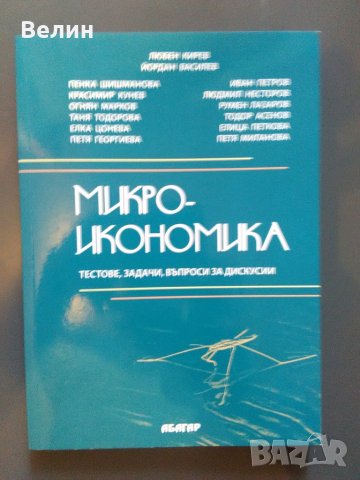 Велин
ЛЮБЕН КИРЕВ
ЙОРДАН ВАСИЛЕВ
ПЕНКА ШИШМАНОВА
КРАСИМИР КУНЕВ
ОГНЯН МАРКОВ
ТАНЯ ТОДОРОВА
ЕЛКА ЦОНЕВА
ПЕТЯ ГЕОРГИЕВА
ИВАН ПЕТРОВ
ЛЮДМИЛ НЕСТОРОВ
РУМЕН ЛАЗАРОВ
ТОДОР АСЕНОВ
ЕЛИЦА ПЕТКОВА
ПЕТЯ МИЛАНОВА
МИКРО-
ИКОНОМИКА
ТЕСТОВЕ, ЗАДАЧИ, ВЪПРОСИ ЗА ДИСКУСИИ
АБАГАР
BAZAR